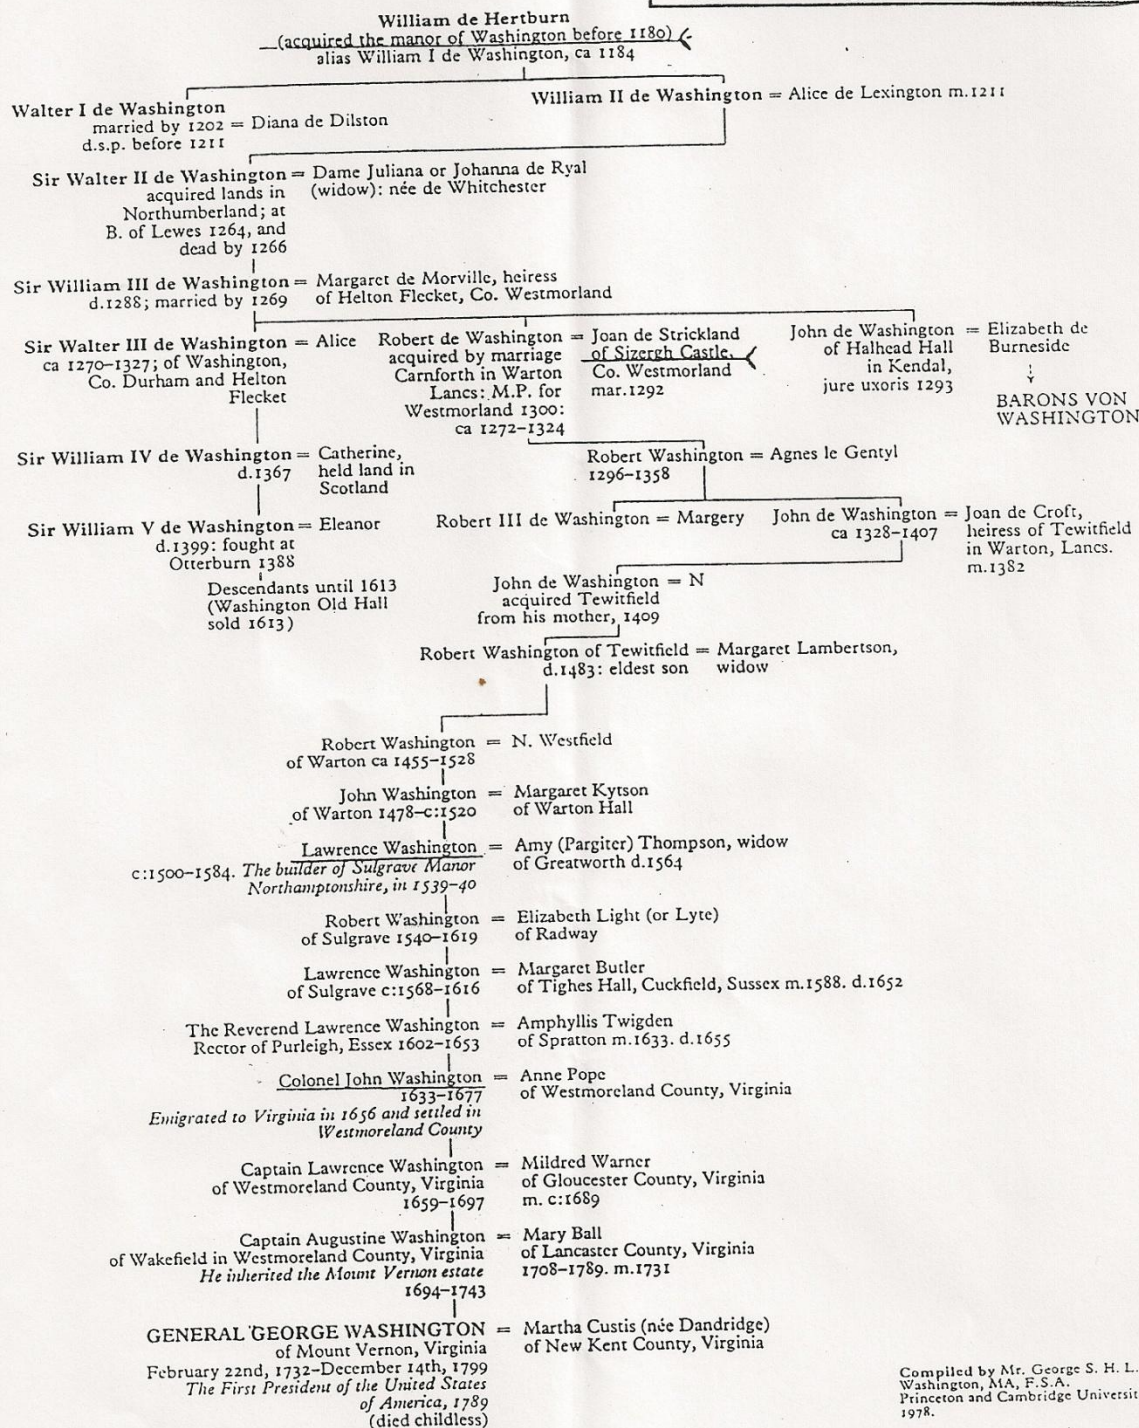 William de Hertburn
(acquired the manor of Washington before 1180)
alias William I de Washington, ca 1184
Walter I de Washington
married by 1202 = Diana de Dilston
d.s.p. before 1211
William II de Washington = Alice de Lexington m.1211
Sir Walter II de Washington = Dame Juliana or Johanna de Ryal
acquired lands in (widow): née de Whitchester
Northumberland; at
B. of Lewes 1264, and
dead by 1266
Sir William III de Washington = Margaret de Morville, heiress
d.1288; married by 1269 of Helton Flecket, Co. Westmorland
Sir Walter III de Washington = Alice
ca 1270–1327; of Washington,
Co. Durham and Helton
Flecket
Robert de Washington = Joan de Strickland
acquired by marriage of Sizergh Castle,
Carnforth in Warton Co. Westmorland
Lancs: M.P. for mar.1292
Westmorland 1300:
ca 1272–1324
John de Washington = Elizabeth de
of Halhead Hall Burneside
in Kendal,
jure uxoris 1293
BARONS VON
WASHINGTON
Sir William IV de Washington = Catherine,
d.1367 held land in
Scotland
Robert Washington = Agnes le Gentyl
1296–1358
Sir William V de Washington = Eleanor
d.1399: fought at
Otterburn 1388
Robert III de Washington = Margery
John de Washington = Joan de Croft,
ca 1328–1407 heiress of Tewitfield
in Warton, Lancs.
m.1382
Descendants until 1613
(Washington Old Hall
sold 1613)
John de Washington = N
acquired Tewitfield
from his mother, 1409
Robert Washington of Tewitfield = Margaret Lambertson,
d.1483: eldest son widow
Robert Washington = N. Westfield
of Warton ca 1455–1528
John Washington = Margaret Kytson
of Warton 1478–c:1520 of Warton Hall
Lawrence Washington = Amy (Pargiter) Thompson, widow
c:1500–1584. The builder of Sulgrave Manor of Greatworth d.1564
Northamptonshire, in 1539–40
Robert Washington = Elizabeth Light (or Lyte)
of Sulgrave 1540–1619 of Radway
Lawrence Washington = Margaret Butler
of Sulgrave c:1568–1616 of Tighes Hall, Cuckfield, Sussex m.1588. d.1652
The Reverend Lawrence Washington = Amphyllis Twigden
Rector of Purleigh, Essex 1602–1653 of Spratton m.1633. d.1655
Colonel John Washington = Anne Pope
1633–1677 of Westmoreland County, Virginia
Emigrated to Virginia in 1656 and settled in
Westmoreland County
Captain Lawrence Washington = Mildred Warner
of Westmoreland County, Virginia of Gloucester County, Virginia
1659–1697 m. c:1689
Captain Augustine Washington = Mary Ball
of Wakefield in Westmoreland County, Virginia of Lancaster County, Virginia
He inherited the Mount Vernon estate 1708–1789. m.1731
1694–1743
GENERAL GEORGE WASHINGTON = Martha Custis (née Dandridge)
of Mount Vernon, Virginia of New Kent County, Virginia
February 22nd, 1732–December 14th, 1799
The First President of the United States
of America, 1789
(died childless)
Compiled by Mr. George S. H. L.
Washington, MA, F.S.A.
Princeton and Cambridge Universit
1978.